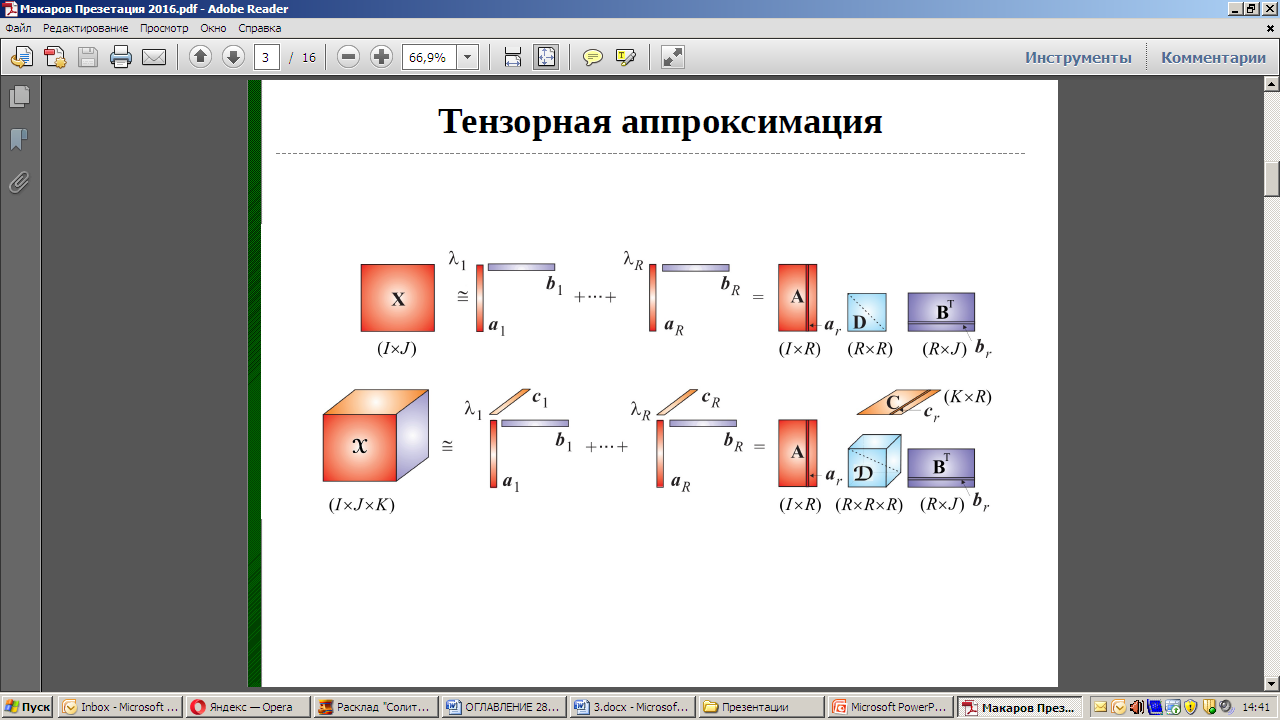 Макаров Презетация 2016.pdf - Adobe Reader
Файл Редактирование Просмотр Окно Справка
3 / 16 66,9% Инструменты Комментарии
Тензорная аппроксимация
X ≅ λ1 a1 b1 +···+ λR aR bR = A ar D B^T br
(I×J) (I×R) (R×R) (R×J)
X ≅ λ1 a1 b1 c1 +···+ λR aR bR cR = A ar D B^T br C cr (K×R)
(I×J×K) (I×R) (R×R×R) (R×J)
Пуск Inbox - Microsoft ... Яндекс — Opera Расклад "Солит... ОГЛАВЛЕНИЕ 28... 3.docx - Microsof... Презентации Microsoft PowerP... Макаров През... 14:41